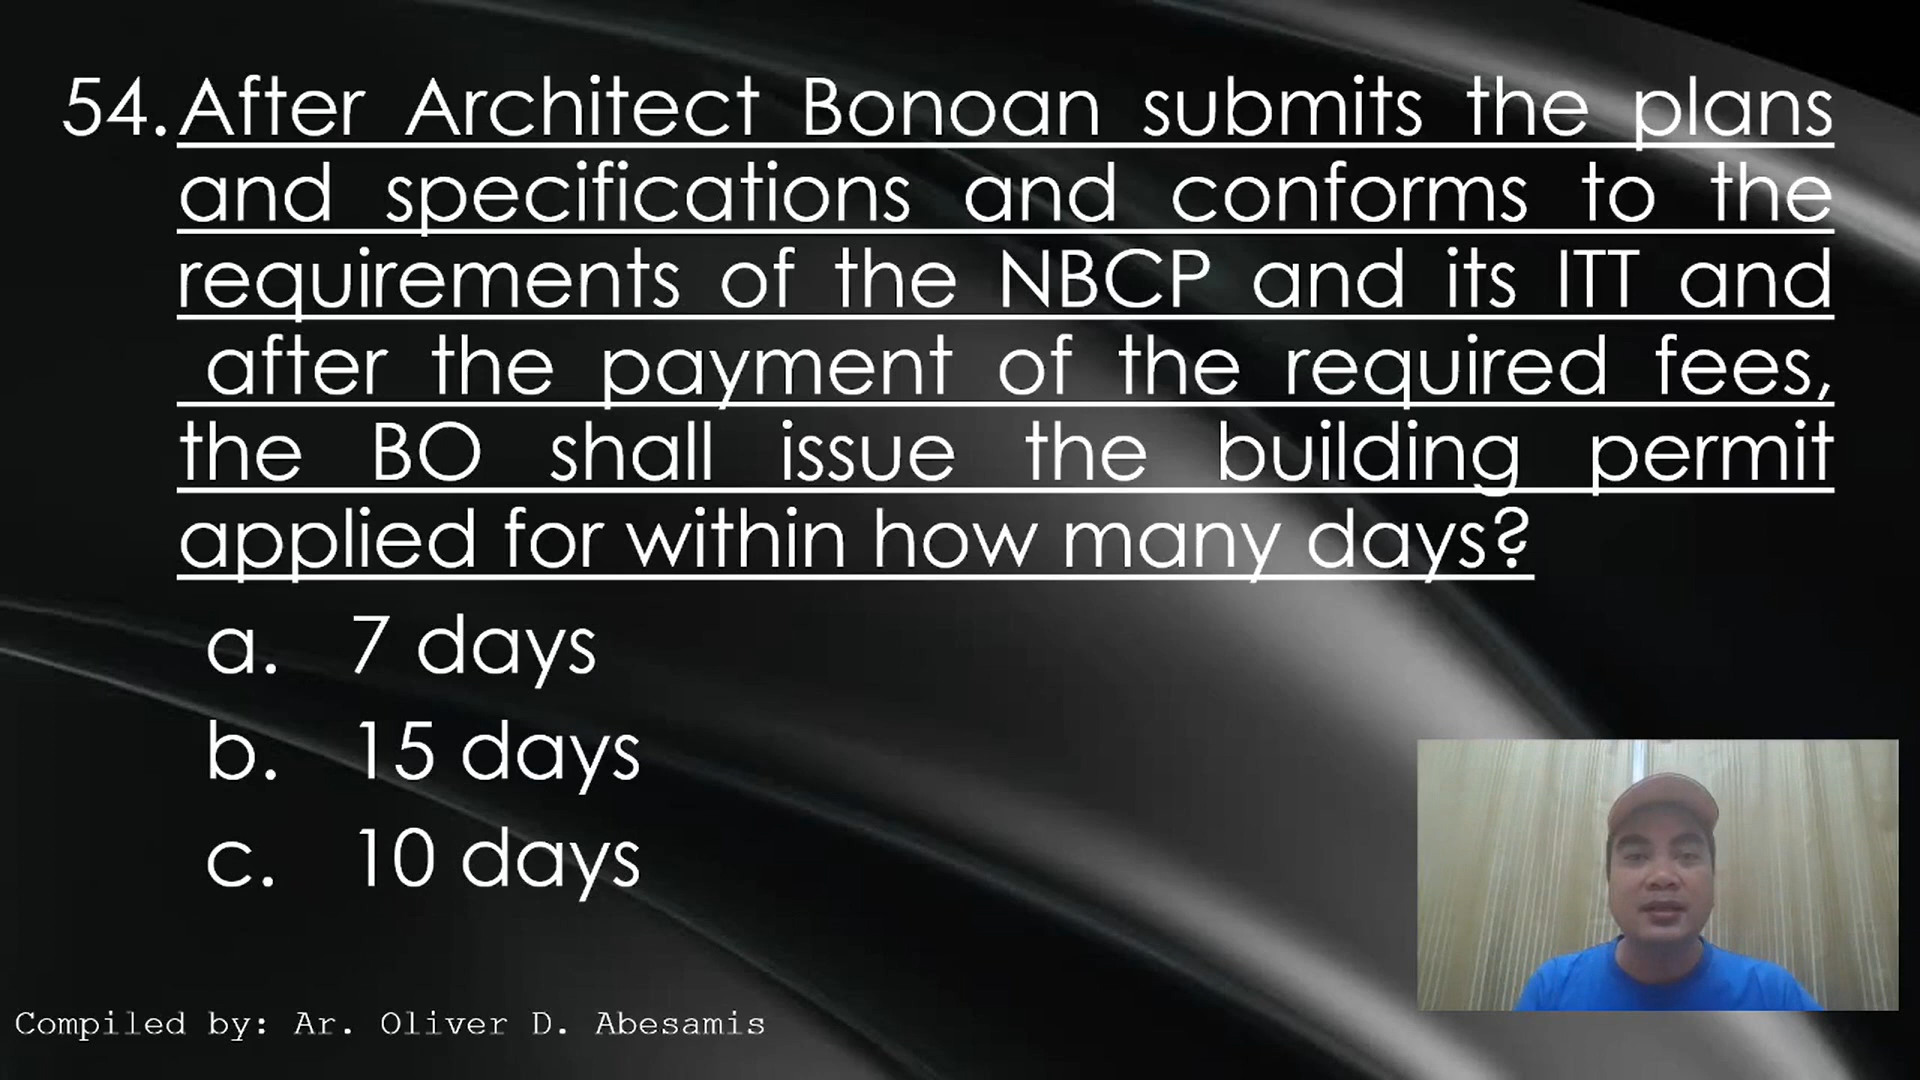 54. After Architect Bonoan submits the plans
and specifications and conforms to the
requirements of the NBCP and its ITT and
after the payment of the required fees,
the BO shall issue the building permit
applied for within how many days?
a. 7 days
b. 15 days
c. 10 days
Compiled by: Ar. Oliver D. Abesamis